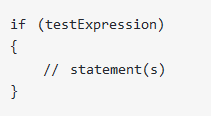 if (testExpression)
{
    // statement(s)
}